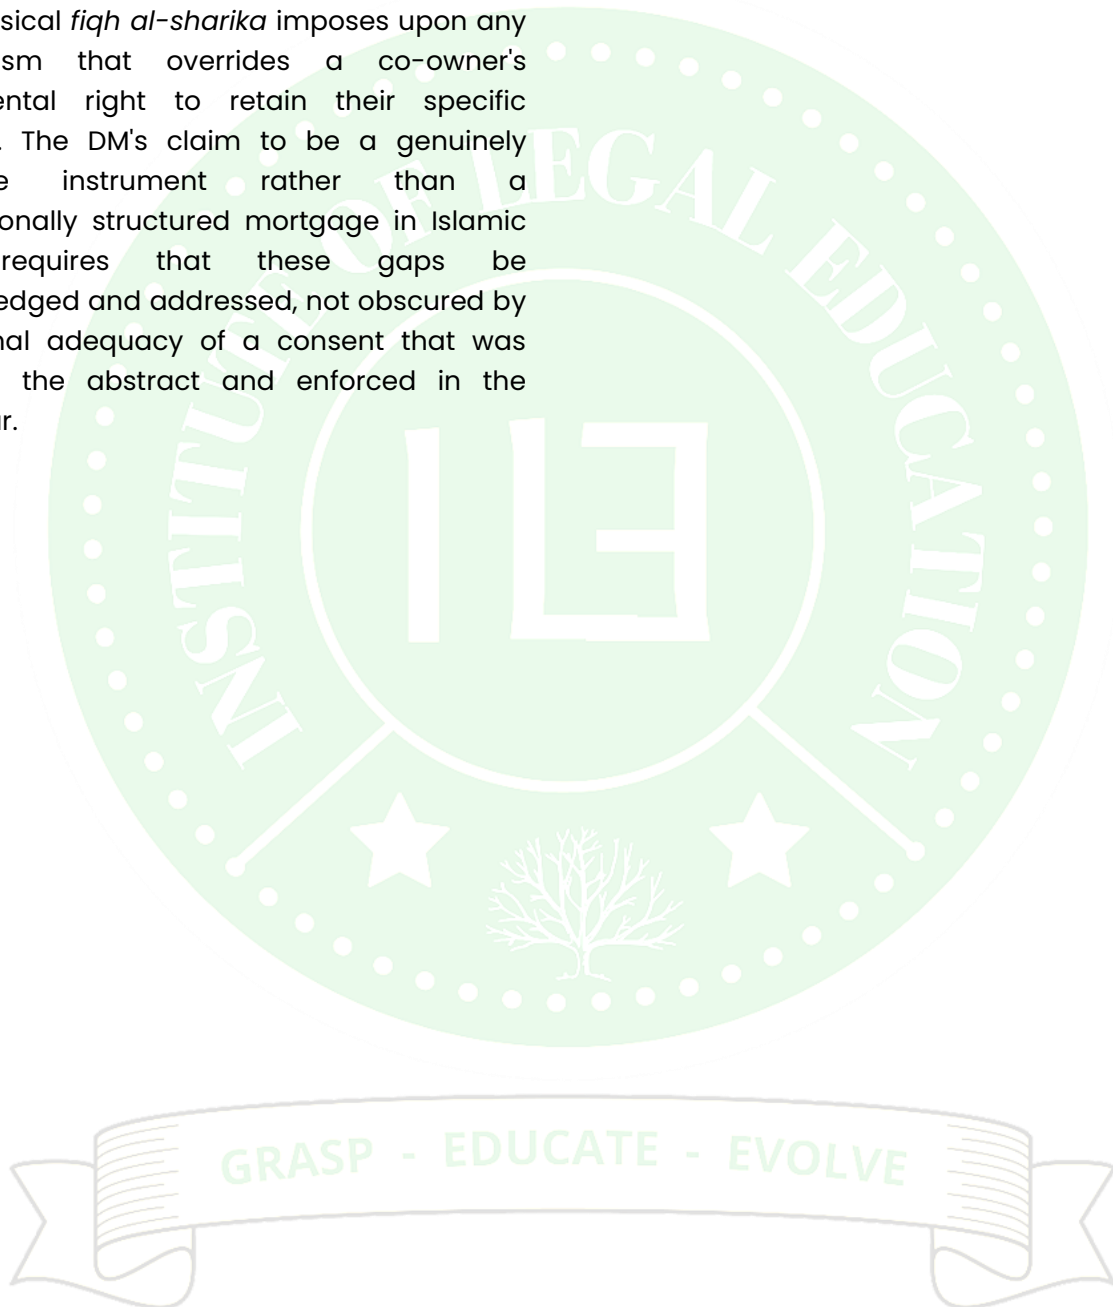 sical fiqh al-sharika imposes upon any
ism that overrides a co-owner's
ental right to retain their specific
. The DM's claim to be a genuinely
e instrument rather than a
onally structured mortgage in Islamic
requires that these gaps be
edged and addressed, not obscured by
nal adequacy of a consent that was
the abstract and enforced in the
r.
INSTITUTE OF LEGAL EDUCATION
ILE
GRASP - EDUCATE - EVOLVE